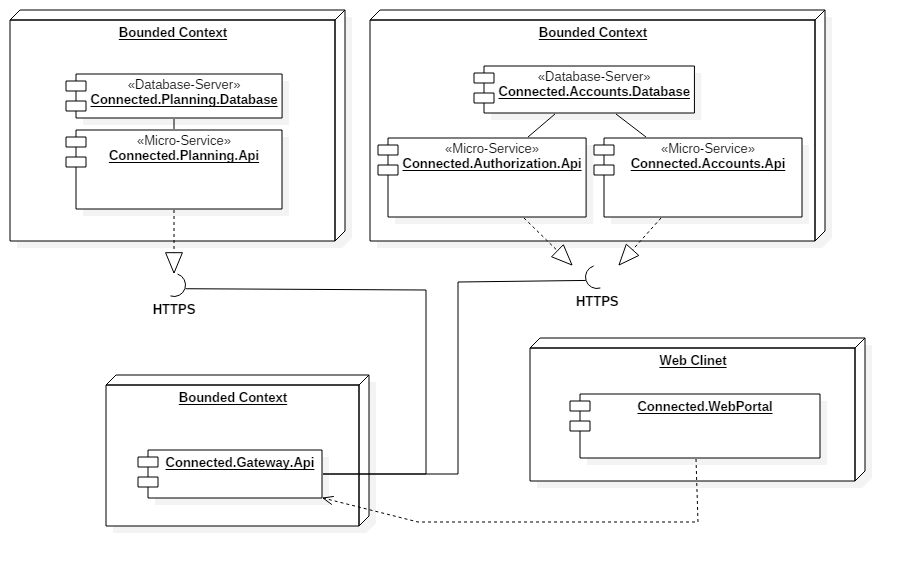 Bounded Context
«Database-Server»
Connected.Planning.Database
«Micro-Service»
Connected.Planning.Api
HTTPS
Bounded Context
«Database-Server»
Connected.Accounts.Database
«Micro-Service»
Connected.Authorization.Api
«Micro-Service»
Connected.Accounts.Api
HTTPS
Bounded Context
Connected.Gateway.Api
Web Clinet
Connected.WebPortal